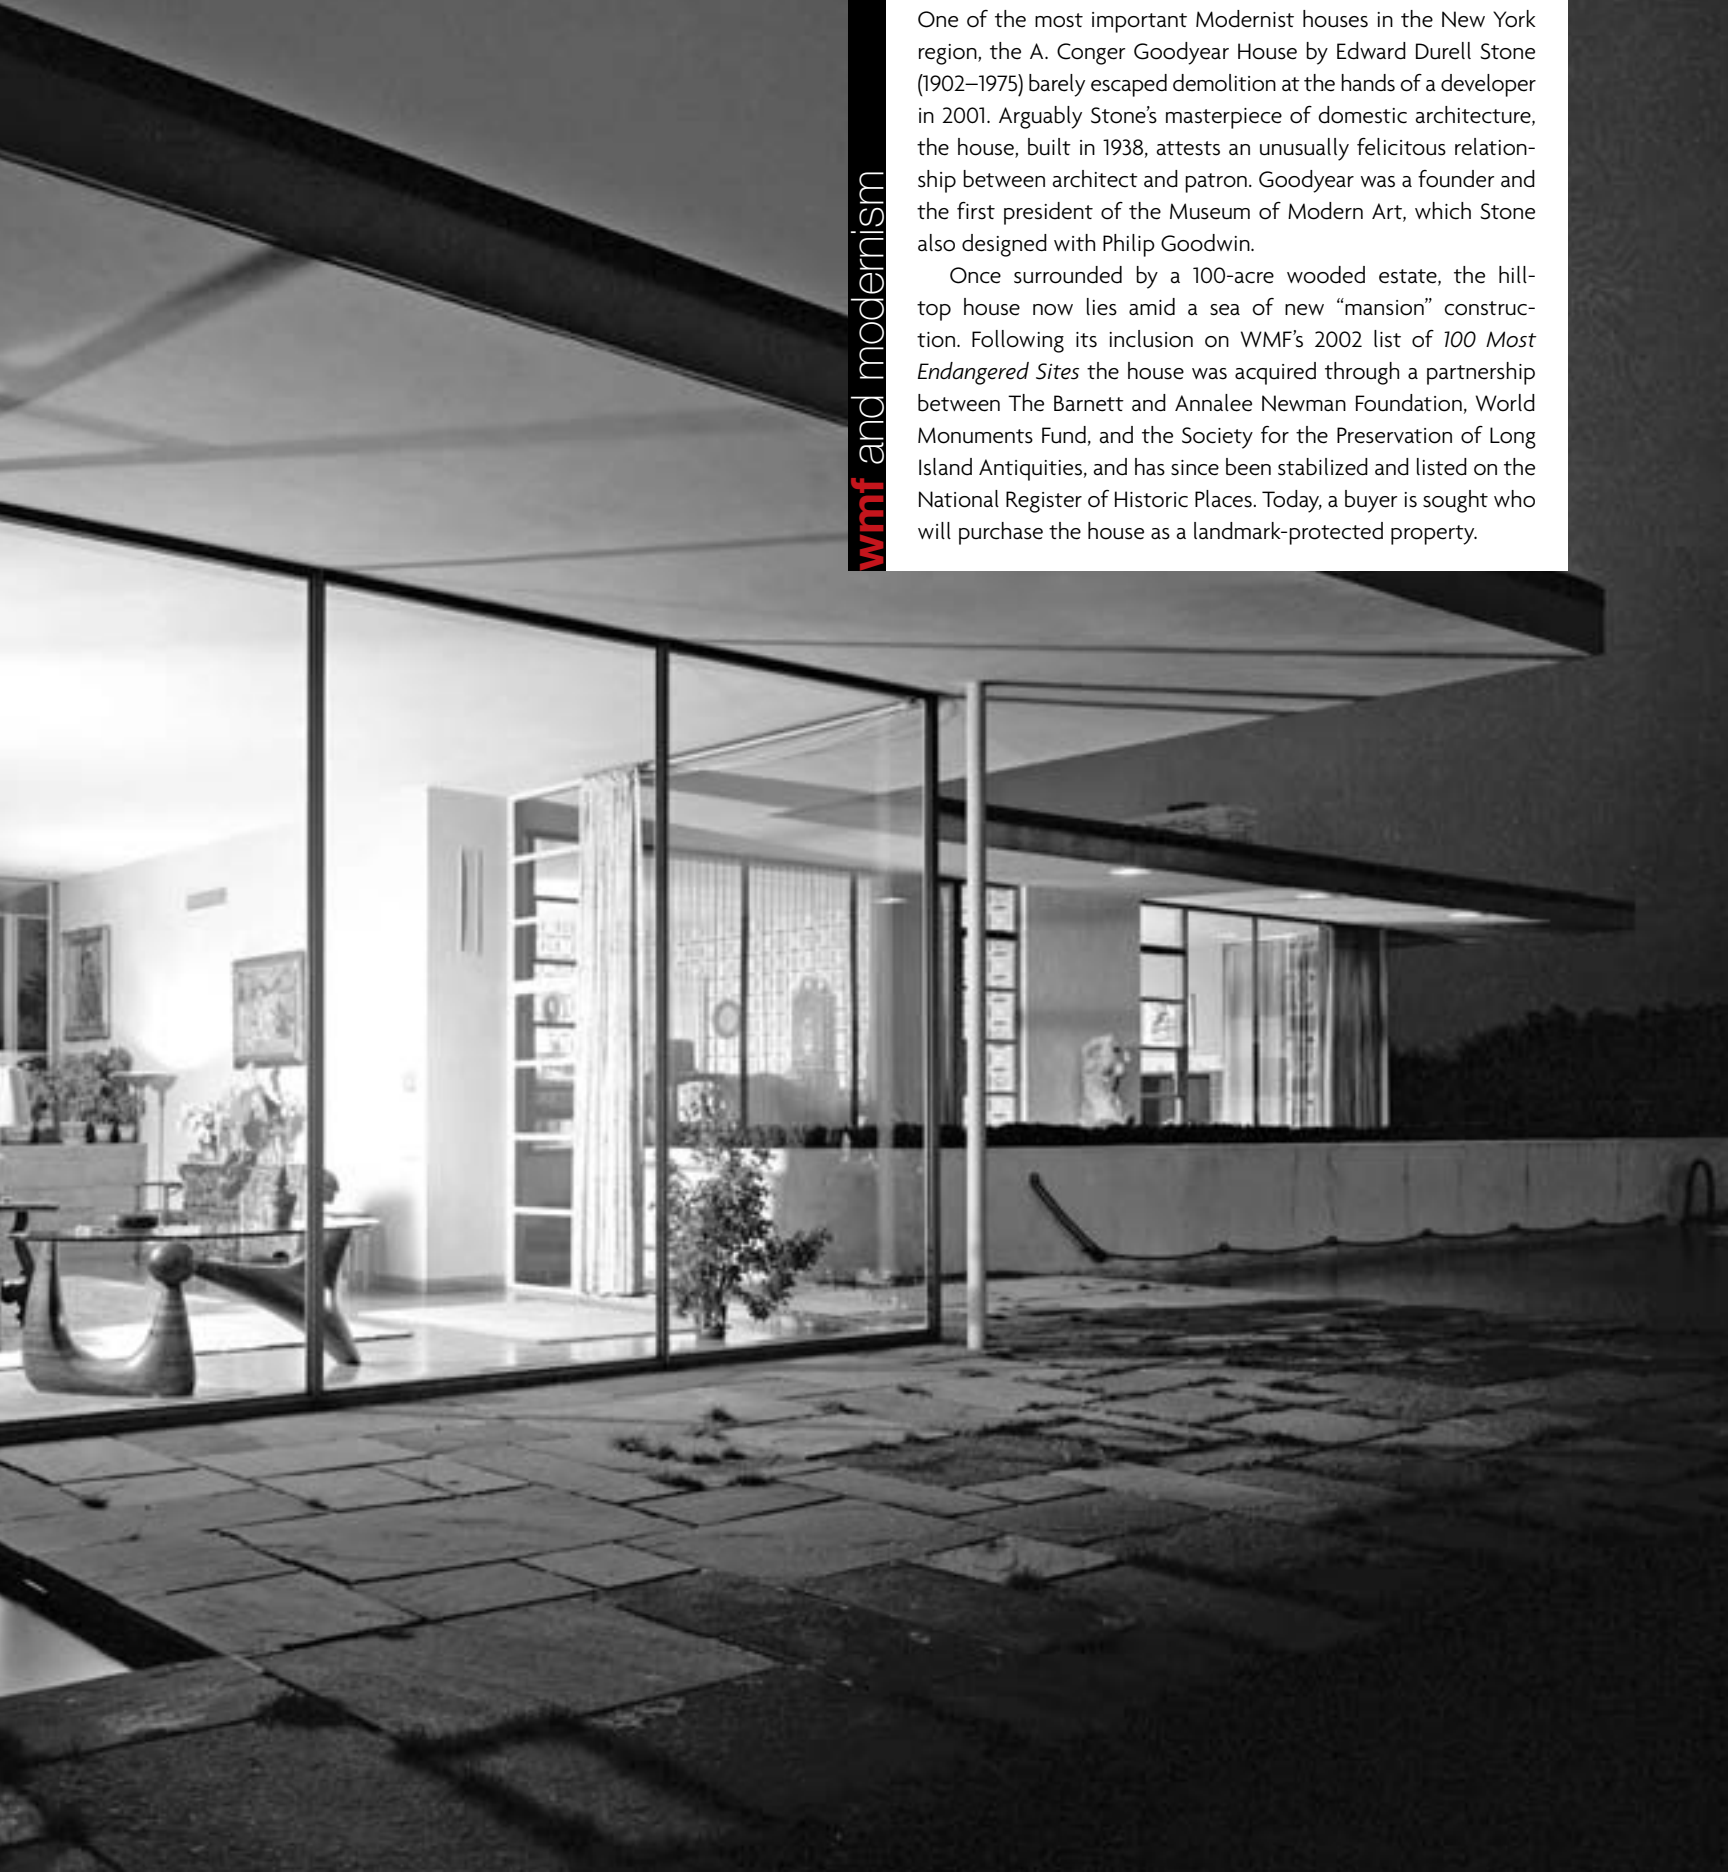 One of the most important Modernist houses in the New York
region, the A. Conger Goodyear House by Edward Durell Stone
(1902–1975) barely escaped demolition at the hands of a developer
in 2001. Arguably Stone's masterpiece of domestic architecture,
the house, built in 1938, attests an unusually felicitous relation-
ship between architect and patron. Goodyear was a founder and
the first president of the Museum of Modern Art, which Stone
also designed with Philip Goodwin.
Once surrounded by a 100-acre wooded estate, the hill-
top house now lies amid a sea of new “mansion” construc-
tion. Following its inclusion on WMF's 2002 list of 100 Most
Endangered Sites the house was acquired through a partnership
between The Barnett and Annalee Newman Foundation, World
Monuments Fund, and the Society for the Preservation of Long
Island Antiquities, and has since been stabilized and listed on the
National Register of Historic Places. Today, a buyer is sought who
will purchase the house as a landmark-protected property.
wmf and modernism